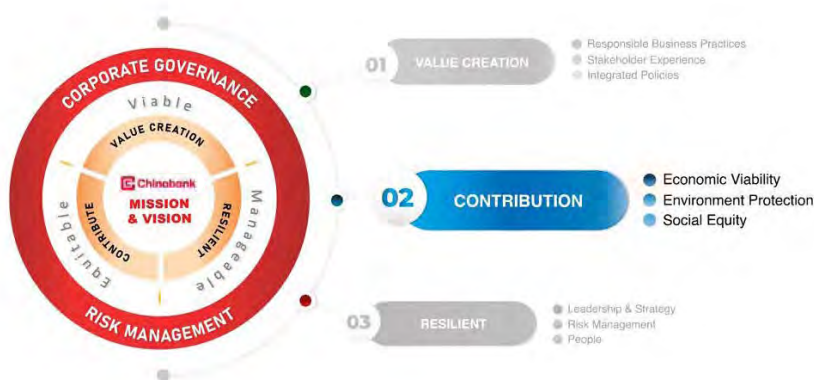 CORPORATE GOVERNANCE
Viable
VALUE CREATION
Chinabank
MISSION
& VISION
CONTRIBUTE
RESILIENT
Equitable
Manageable
RISK MANAGEMENT
01
VALUE CREATION
Responsible Business Practices
Stakeholder Experience
Integrated Policies
02
CONTRIBUTION
Economic Viability
Environment Protection
Social Equity
03
RESILIENT
Leadership & Strategy
Risk Management
People